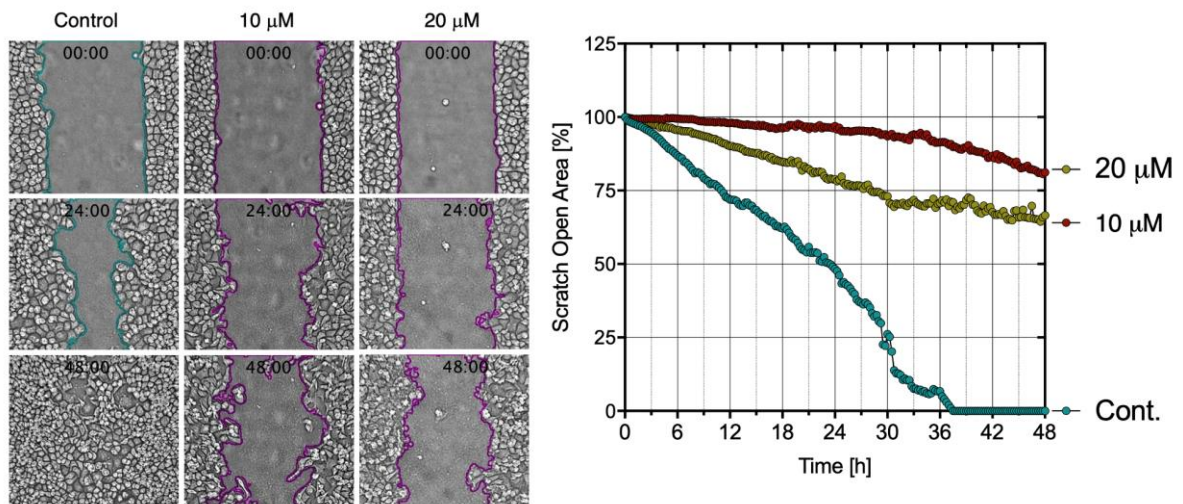 Control 10 µM 20 µM
00:00 00:00 00:00
24:00 24:00 24:00
48:00 48:00 48:00
Scratch Open Area [%]
125
100
75
50
25
0
0 6 12 18 24 30 36 42 48
Time [h]
20 µM
10 µM
Cont.